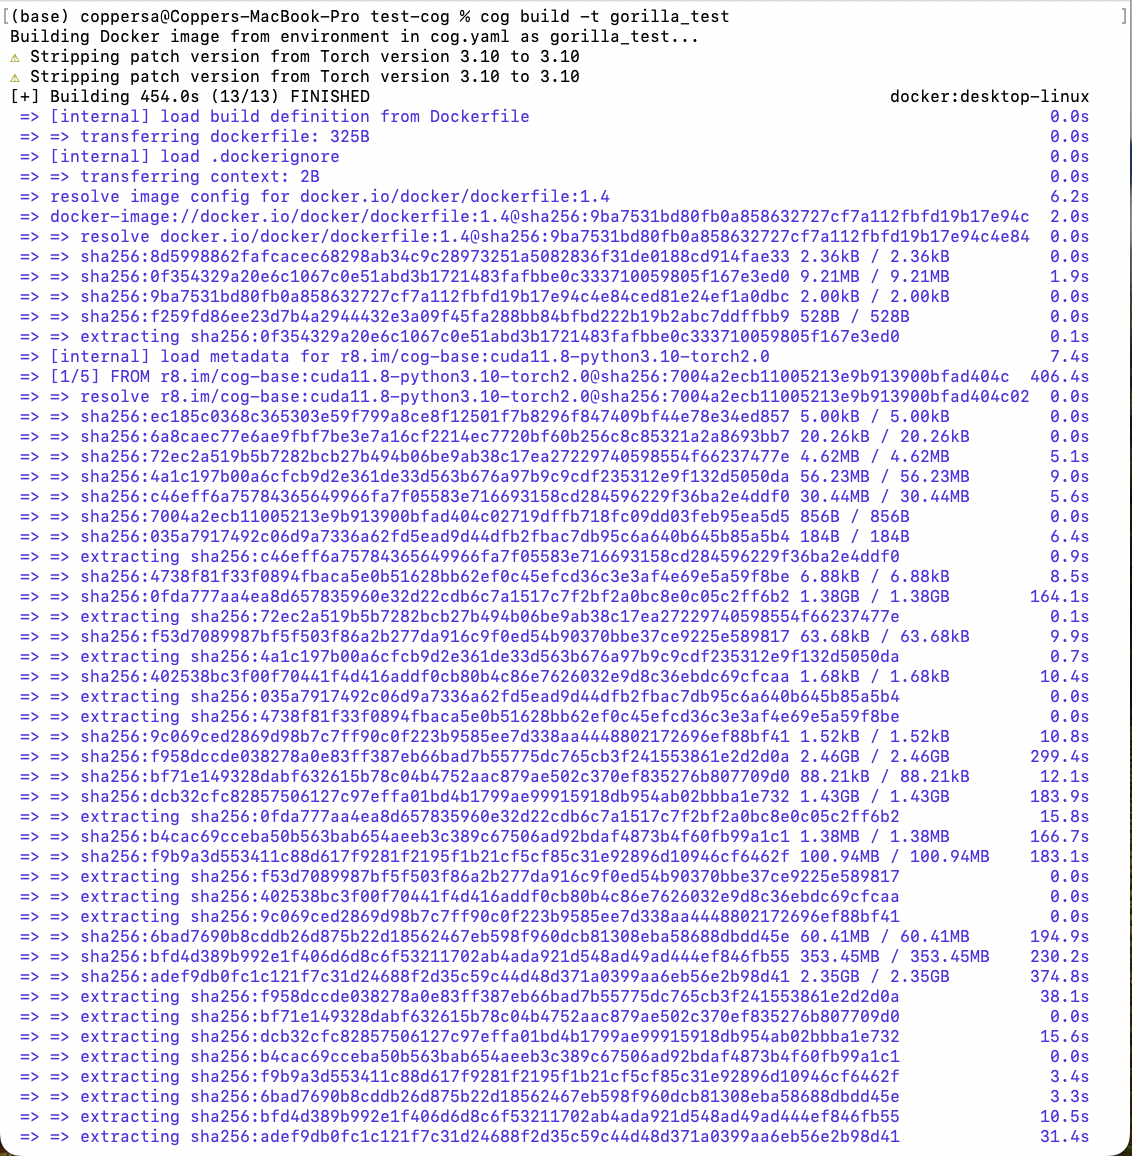 [(base) coppersa@Coppers-MacBook-Pro test-cog % cog build -t gorilla_test ]
Building Docker image from environment in cog.yaml as gorilla_test...
⚠ Stripping patch version from Torch version 3.10 to 3.10
⚠ Stripping patch version from Torch version 3.10 to 3.10
[+] Building 454.0s (13/13) FINISHED docker:desktop-linux
=> [internal] load build definition from Dockerfile 0.0s
=> => transferring dockerfile: 325B 0.0s
=> [internal] load .dockerignore 0.0s
=> => transferring context: 2B 0.0s
=> resolve image config for docker.io/docker/dockerfile:1.4 6.2s
=> docker-image://docker.io/docker/dockerfile:1.4@sha256:9ba7531bd80fb0a858632727cf7a112fbfd19b17e94c 2.0s
=> => resolve docker.io/docker/dockerfile:1.4@sha256:9ba7531bd80fb0a858632727cf7a112fbfd19b17e94c4e84 0.0s
=> => sha256:8d5998862fafcacec68298ab34c9c28973251a5082836f31de0188cd914fae33 2.36kB / 2.36kB 0.0s
=> => sha256:0f354329a20e6c1067c0e51abd3b1721483fafbbe0c333710059805f167e3ed0 9.21MB / 9.21MB 1.9s
=> => sha256:9ba7531bd80fb0a858632727cf7a112fbfd19b17e94c4e84ced81e24ef1a0dbc 2.00kB / 2.00kB 0.0s
=> => sha256:f259fd86ee23d7b4a2944432e3a09f45fa288bb84bfbd222b19b2abc7ddffbb9 528B / 528B 0.0s
=> => extracting sha256:0f354329a20e6c1067c0e51abd3b1721483fafbbe0c333710059805f167e3ed0 0.1s
=> [internal] load metadata for r8.im/cog-base:cuda11.8-python3.10-torch2.0 7.4s
=> [1/5] FROM r8.im/cog-base:cuda11.8-python3.10-torch2.0@sha256:7004a2ecb11005213e9b913900bfad404c 406.4s
=> => resolve r8.im/cog-base:cuda11.8-python3.10-torch2.0@sha256:7004a2ecb11005213e9b913900bfad404c02 0.0s
=> => sha256:ec185c0368c365303e59f799a8ce8f12501f7b8296f847409bf44e78e34ed857 5.00kB / 5.00kB 0.0s
=> => sha256:6a8caec77e6ae9fbf7be3e7a16cf2214ec7720bf60b256c8c85321a2a8693bb7 20.26kB / 20.26kB 0.0s
=> => sha256:72ec2a519b5b7282bcb27b494b06be9ab38c17ea27229740598554f66237477e 4.62MB / 4.62MB 5.1s
=> => sha256:4a1c197b00a6cfcb9d2e361de33d563b676a97b9c9cdf235312e9f132d5050da 56.23MB / 56.23MB 9.0s
=> => sha256:c46eff6a75784365649966fa7f05583e716693158cd284596229f36ba2e4ddf0 30.44MB / 30.44MB 5.6s
=> => sha256:7004a2ecb11005213e9b913900bfad404c02719dffb718fc09dd03feb95ea5d5 856B / 856B 0.0s
=> => sha256:035a7917492c06d9a7336a62fd5ead9d44dfb2fbac7db95c6a640b645b85a5b4 184B / 184B 6.4s
=> => extracting sha256:c46eff6a75784365649966fa7f05583e716693158cd284596229f36ba2e4ddf0 0.9s
=> => sha256:4738f81f33f0894fbaca5e0b51628bb62ef0c45efcd36c3e3af4e69e5a59f8be 6.88kB / 6.88kB 8.5s
=> => sha256:0fda777aa4ea8d657835960e32d22cdb6c7a1517c7f2bf2a0bc8e0c05c2ff6b2 1.38GB / 1.38GB 164.1s
=> => extracting sha256:72ec2a519b5b7282bcb27b494b06be9ab38c17ea27229740598554f66237477e 0.1s
=> => sha256:f53d7089987bf5f503f86a2b277da916c9f0ed54b90370bbe37ce9225e589817 63.68kB / 63.68kB 9.9s
=> => extracting sha256:4a1c197b00a6cfcb9d2e361de33d563b676a97b9c9cdf235312e9f132d5050da 0.7s
=> => sha256:402538bc3f00f70441f4d416addf0cb80b4c86e7626032e9d8c36ebdc69cfcaa 1.68kB / 1.68kB 10.4s
=> => extracting sha256:035a7917492c06d9a7336a62fd5ead9d44dfb2fbac7db95c6a640b645b85a5b4 0.0s
=> => extracting sha256:4738f81f33f0894fbaca5e0b51628bb62ef0c45efcd36c3e3af4e69e5a59f8be 0.0s
=> => sha256:9c069ced2869d98b7c7ff90c0f223b9585ee7d338aa4448802172696ef88bf41 1.52kB / 1.52kB 10.8s
=> => sha256:f958dccde038278a0e83ff387eb66bad7b55775dc765cb3f241553861e2d2d0a 2.46GB / 2.46GB 299.4s
=> => sha256:bf71e149328dabf632615b78c04b4752aac879ae502c370ef835276b807709d0 88.21kB / 88.21kB 12.1s
=> => sha256:dcb32cfc82857506127c97effa01bd4b1799ae99915918db954ab02bbba1e732 1.43GB / 1.43GB 183.9s
=> => extracting sha256:0fda777aa4ea8d657835960e32d22cdb6c7a1517c7f2bf2a0bc8e0c05c2ff6b2 15.8s
=> => sha256:b4cac69cceba50b563bab654aeeb3c389c67506ad92bdaf4873b4f60fb99a1c1 1.38MB / 1.38MB 166.7s
=> => sha256:f9b9a3d553411c88d617f9281f2195f1b21cf5cf85c31e92896d10946cf6462f 100.94MB / 100.94MB 183.1s
=> => extracting sha256:f53d7089987bf5f503f86a2b277da916c9f0ed54b90370bbe37ce9225e589817 0.0s
=> => extracting sha256:402538bc3f00f70441f4d416addf0cb80b4c86e7626032e9d8c36ebdc69cfcaa 0.0s
=> => extracting sha256:9c069ced2869d98b7c7ff90c0f223b9585ee7d338aa4448802172696ef88bf41 0.0s
=> => sha256:6bad7690b8cddb26d875b22d18562467eb598f960dcb81308eba58688dbdd45e 60.41MB / 60.41MB 194.9s
=> => sha256:bfd4d389b992e1f406d6d8c6f53211702ab4ada921d548ad49ad444ef846fb55 353.45MB / 353.45MB 230.2s
=> => sha256:adef9db0fc1c121f7c31d24688f2d35c59c44d48d371a0399aa6eb56e2b98d41 2.35GB / 2.35GB 374.8s
=> => extracting sha256:f958dccde038278a0e83ff387eb66bad7b55775dc765cb3f241553861e2d2d0a 38.1s
=> => extracting sha256:bf71e149328dabf632615b78c04b4752aac879ae502c370ef835276b807709d0 0.0s
=> => extracting sha256:dcb32cfc82857506127c97effa01bd4b1799ae99915918db954ab02bbba1e732 15.6s
=> => extracting sha256:b4cac69cceba50b563bab654aeeb3c389c67506ad92bdaf4873b4f60fb99a1c1 0.0s
=> => extracting sha256:f9b9a3d553411c88d617f9281f2195f1b21cf5cf85c31e92896d10946cf6462f 3.4s
=> => extracting sha256:6bad7690b8cddb26d875b22d18562467eb598f960dcb81308eba58688dbdd45e 3.3s
=> => extracting sha256:bfd4d389b992e1f406d6d8c6f53211702ab4ada921d548ad49ad444ef846fb55 10.5s
=> => extracting sha256:adef9db0fc1c121f7c31d24688f2d35c59c44d48d371a0399aa6eb56e2b98d41 31.4s